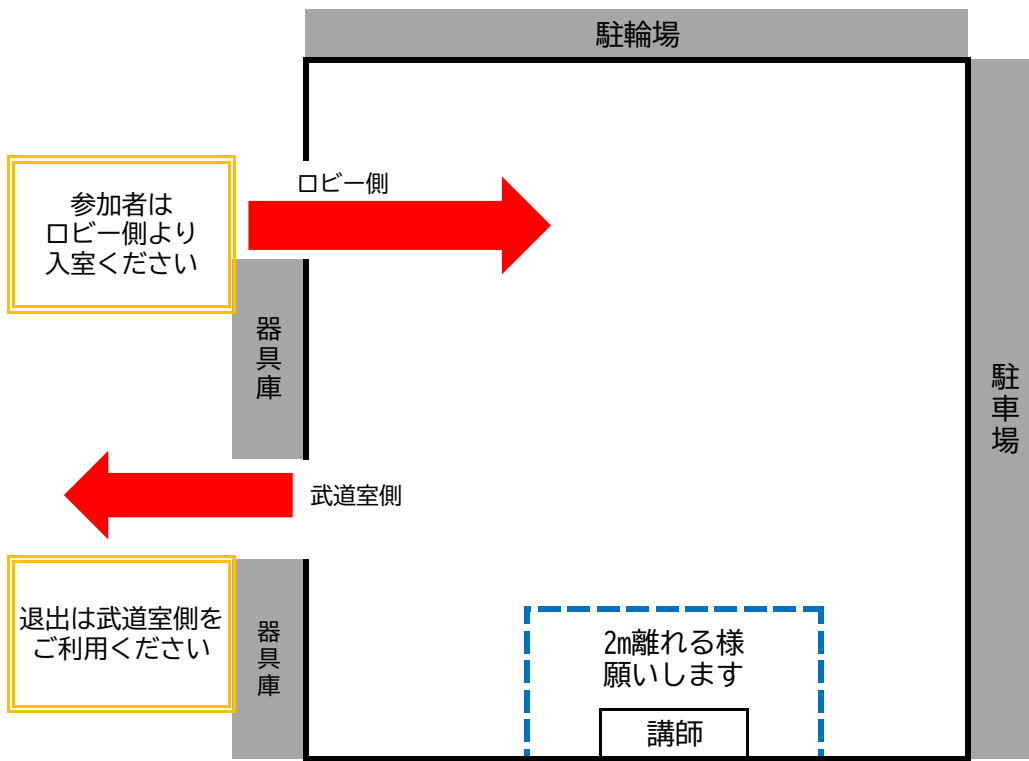 駐輪場
ロビー側
参加者は
ロビー側より
入室ください
器具庫
駐車場
武道室側
退出は武道室側を
ご利用ください
器具庫
2m離れる様
願いします
講師